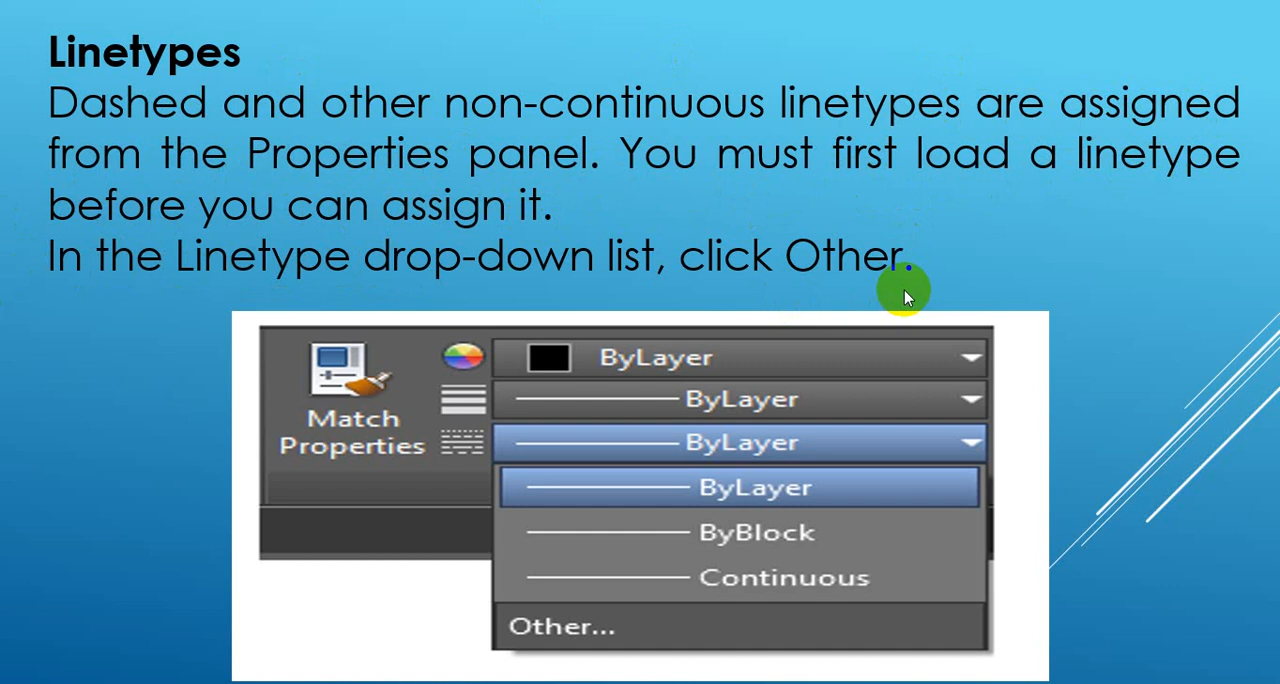 Linetypes
Dashed and other non-continuous linetypes are assigned
from the Properties panel. You must first load a linetype
before you can assign it.
In the Linetype drop-down list, click Other.
Match
Properties
ByLayer
ByLayer
ByLayer
ByLayer
ByBlock
Continuous
Other...